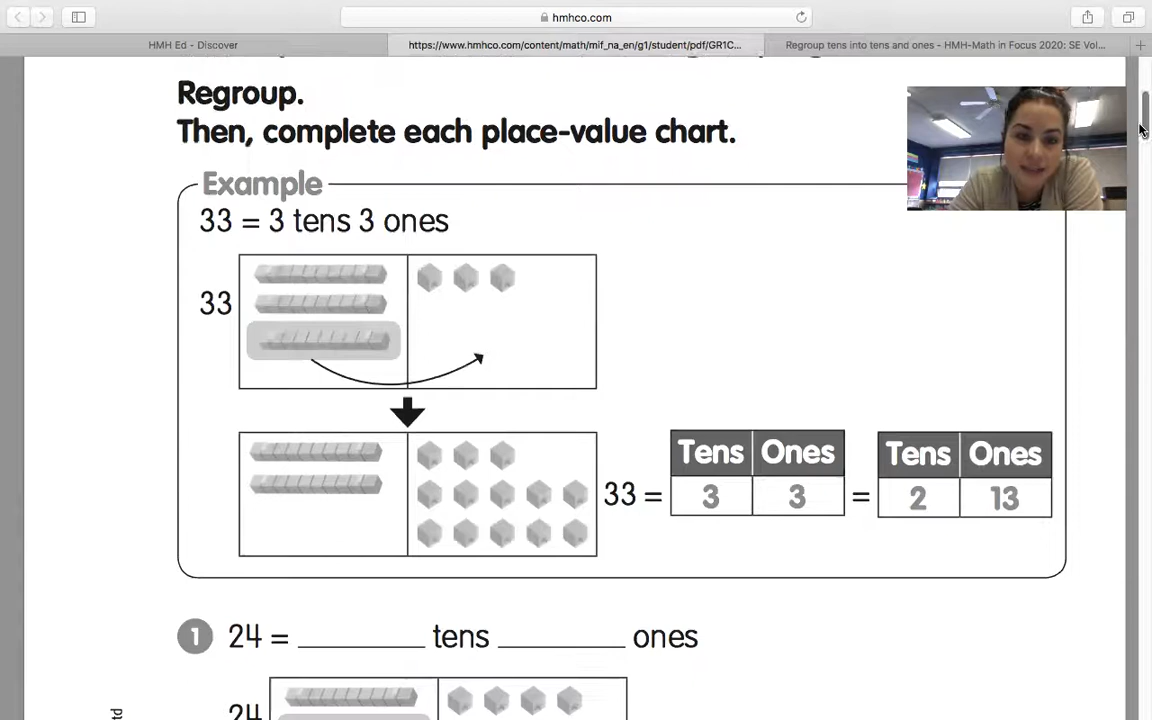 hmhco.com
HMH Ed - Discover
https://www.hmhco.com/content/math/mif_na_en/g1/student/pdf/GR1C...
Regroup tens into tens and ones - HMH-Math in Focus 2020: SE Vol...
Regroup.
Then, complete each place-value chart.
Example
33 = 3 tens 3 ones
33
33 = Tens Ones = Tens Ones
3 3 2 13
1 24 = ________ tens ________ ones
24
td